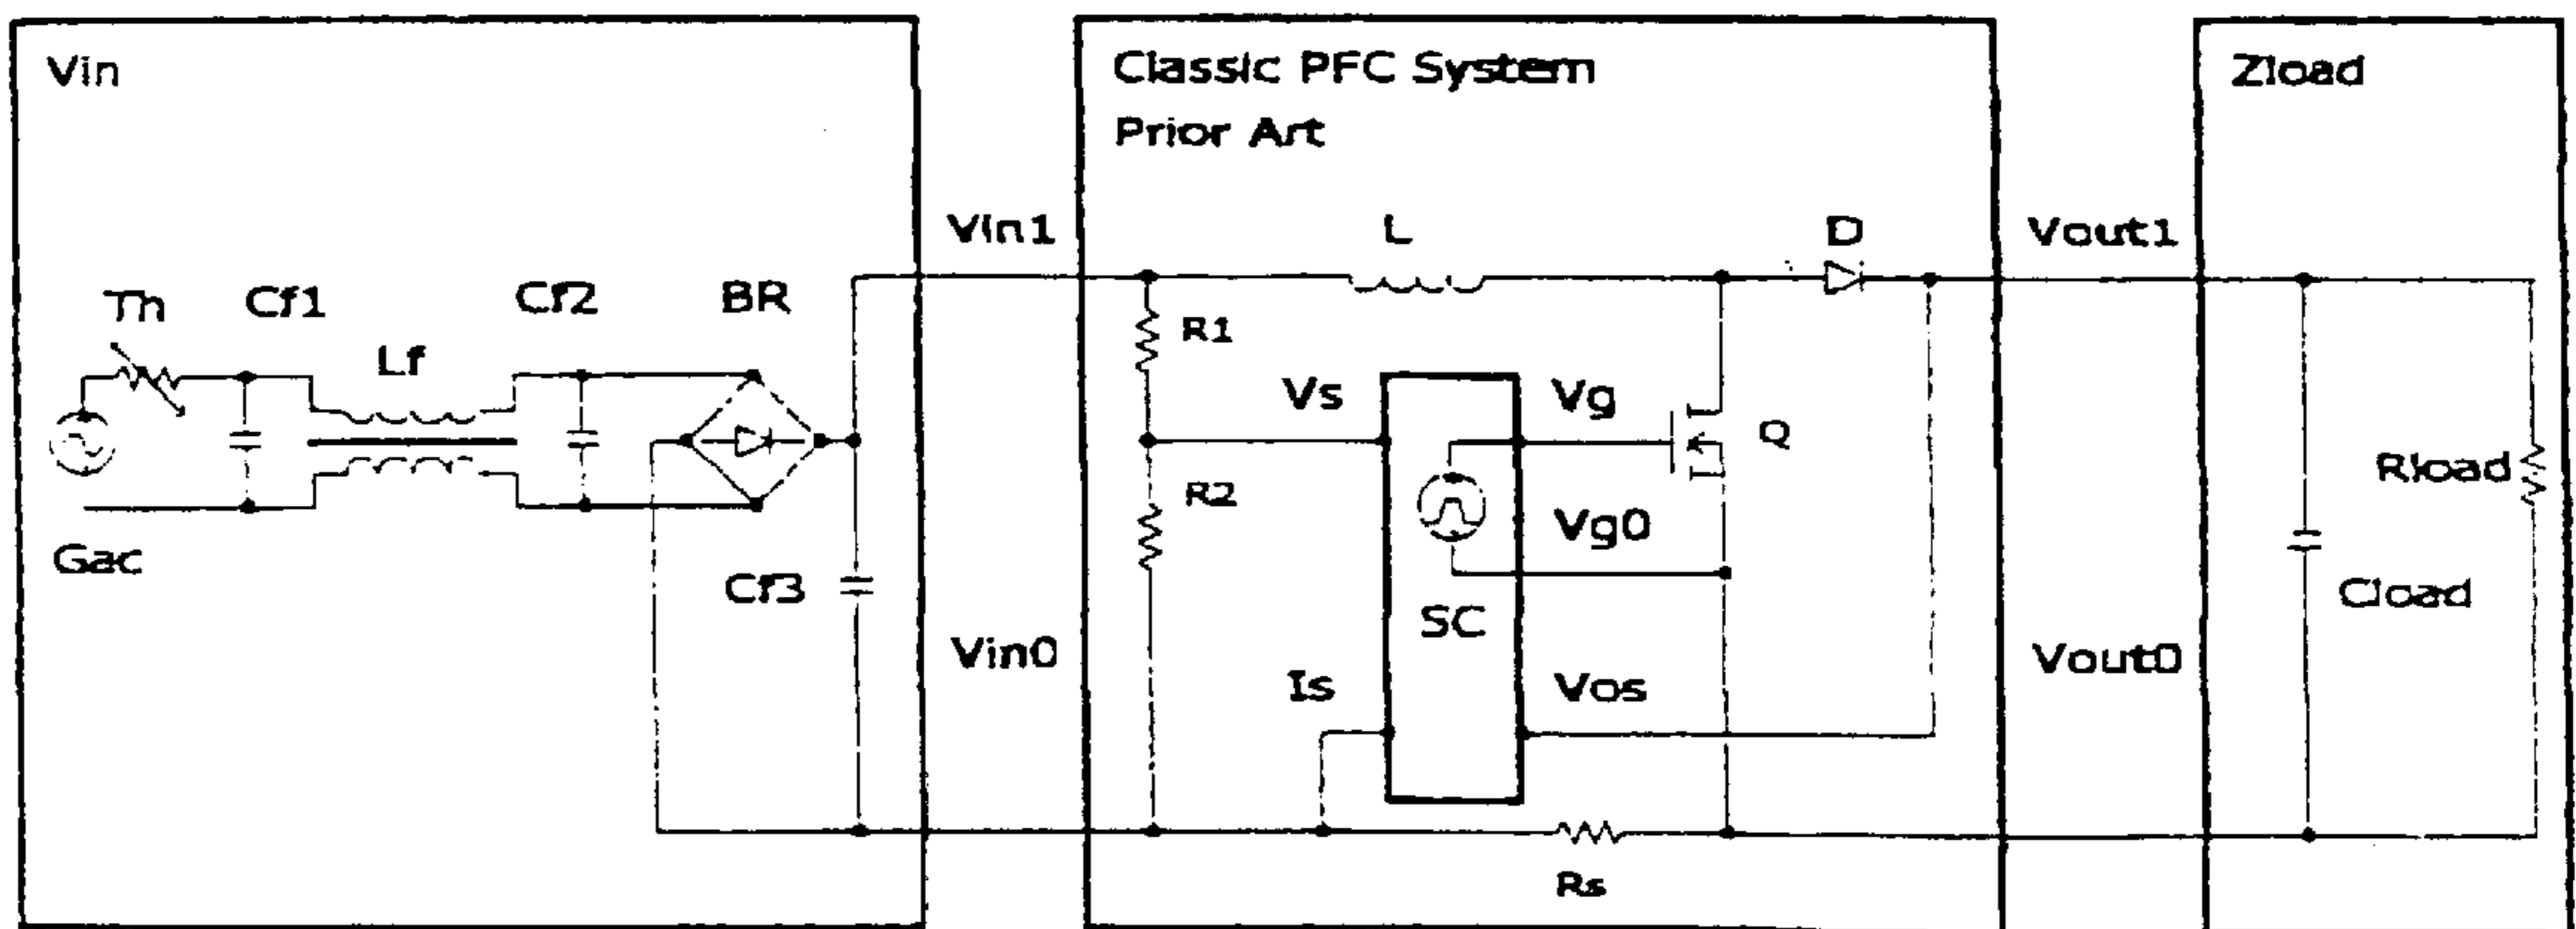 Vin
Th
Cf1
Lf
Cf2
BR
Gac
Cf3
Vin1
Vin0
Classic PFC System
Prior Art
L
D
R1
R2
Vs
Is
SC
Vg
Vg0
Vos
Q
Rs
Vout1
Vout0
Zload
Rload
Cload